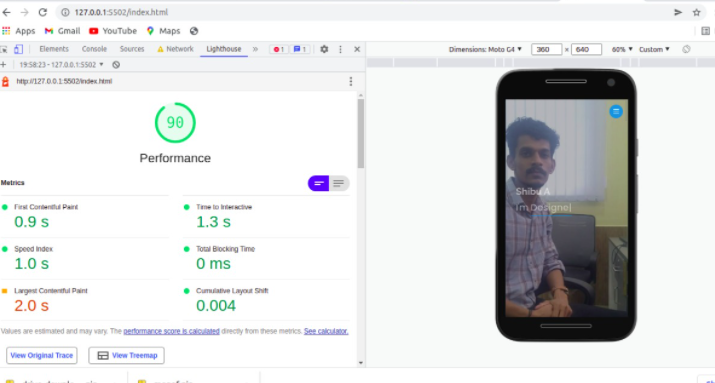 127.0.0.1:5502/index.html
Apps Gmail YouTube Maps
Elements Console Sources Network Lighthouse » 1 1
Dimensions: Moto G4 ▼ 360 × 640 60% ▼ Custom ▼
+ 19:58:23 - 127.0.0.1:5502 ▼
http://127.0.0.1:5502/index.html
90
Performance
Metrics
First Contentful Paint
0.9 s
Time to Interactive
1.3 s
Speed Index
1.0 s
Total Blocking Time
0 ms
Largest Contentful Paint
2.0 s
Cumulative Layout Shift
0.004
Values are estimated and may vary. The performance score is calculated directly from these metrics. See calculator.
View Original Trace View Treemap
Shibu A
I'm Designe|